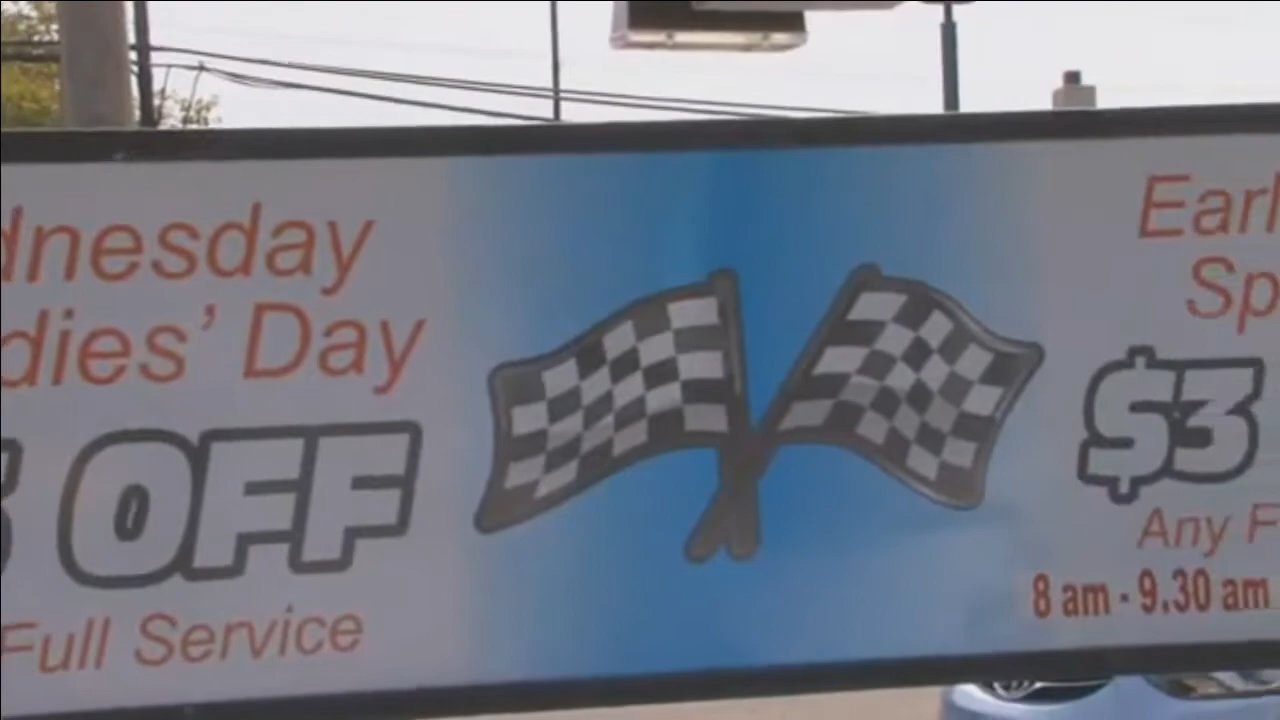 dnesday
dies' Day
OFF
Full Service
Earl
Sp
$3
Any F
8 am - 9.30 am